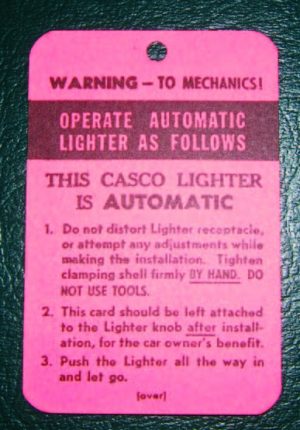 WARNING — TO MECHANICS!
OPERATE AUTOMATIC
LIGHTER AS FOLLOWS
THIS CASCO LIGHTER
IS AUTOMATIC
1. Do not distort Lighter receptacle,
or attempt any adjustments while
making the installation. Tighten
clamping shell firmly BY HAND. DO
NOT USE TOOLS.
2. This card should be left attached
to the Lighter knob after install-
ation, for the car owner's benefit.
3. Push the Lighter all the way in
and let go.
(over)